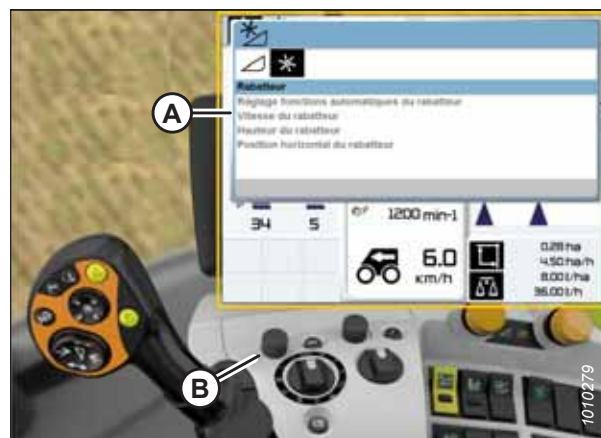 Rabatteur
Réglage fonctions automatiques du rabatteur
Vitesse du rabatteur
Hauteur du rabatteur
Position horizontal du rabatteur
A
34
5
1200 min-1
6.0
km/h
0.28 ha
4.50 ha/h
8.00 l/ha
36.00 l/h
B
1010279